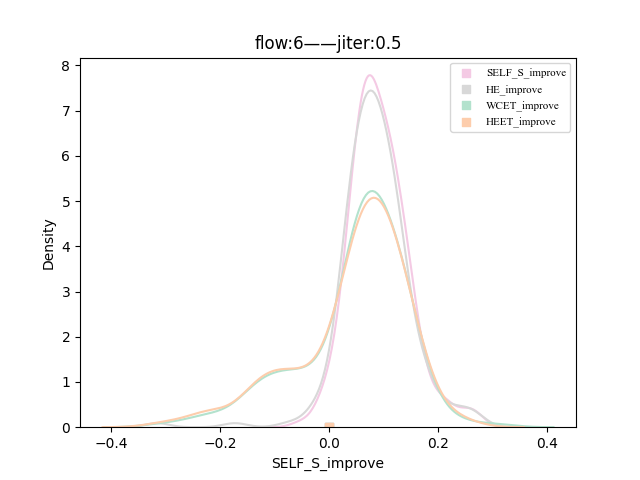 flow:6——jiter:0.5
SELF_S_improve
HE_improve
WCET_improve
HEET_improve
Density
8
7
6
5
4
3
2
1
0
−0.4 −0.2 0.0 0.2 0.4
SELF_S_improve